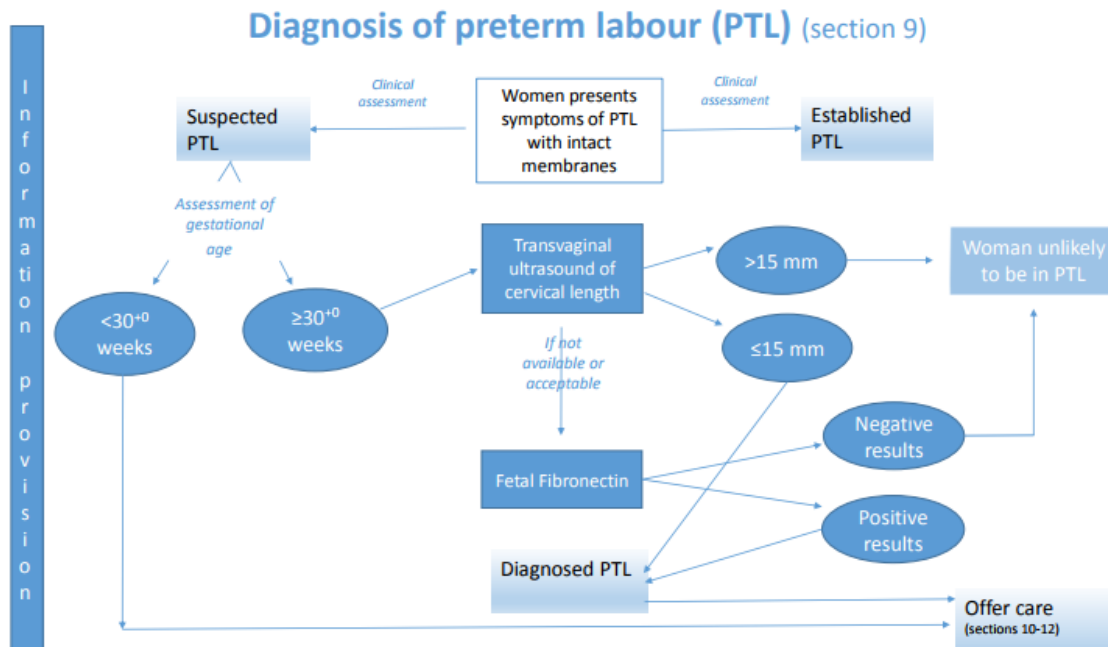 Diagnosis of preterm labour (PTL) (section 9)
Information provision
Clinical
assessment
Women presents
symptoms of PTL
with intact
membranes
Clinical
assessment
Suspected
PTL
Established
PTL
Assessment of
gestational
age
Transvaginal
ultrasound of
cervical length
>15 mm
Woman unlikely
to be in PTL
<30⁺⁰
weeks
≥30⁺⁰
weeks
If not
available or
acceptable
≤15 mm
Negative
results
Fetal Fibronectin
Positive
results
Diagnosed PTL
Offer care
(sections 10-12)